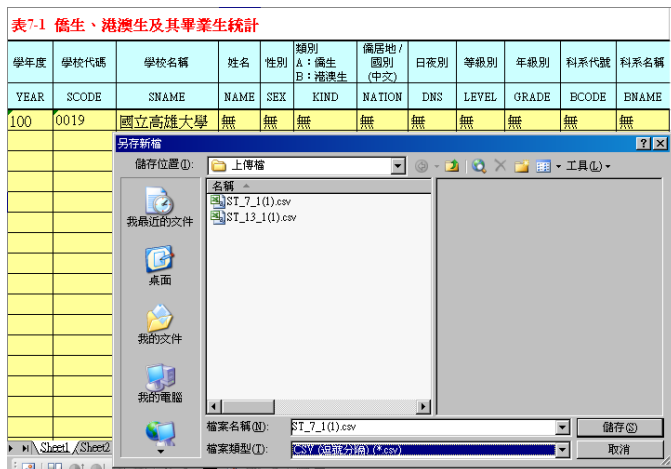 表7-1 僑生、港澳生及其畢業生統計
學年度 學校代碼 學校名稱 姓名 性別 類別 A：僑生 B：港澳生 僑居地/國別(中文) 日夜別 等級別 年級別 科系代號 科系名稱
YEAR SCODE SNAME NAME SEX KIND NATION DNS LEVEL GRADE BCODE BNAME
100 0019 國立高雄大學 無 無 無 無 無 無 無 無 無
另存新檔
儲存位置(I): 上傳檔 工具(L)
名稱
ST_7_1(1).csv
ST_13_1(1).csv
我最近的文件
桌面
我的文件
我的電腦
檔案名稱(N): ST_7_1(1).csv 儲存(S)
檔案類型(T): CSV (逗號分隔) (*.csv) 取消
Sheet1 Sheet2